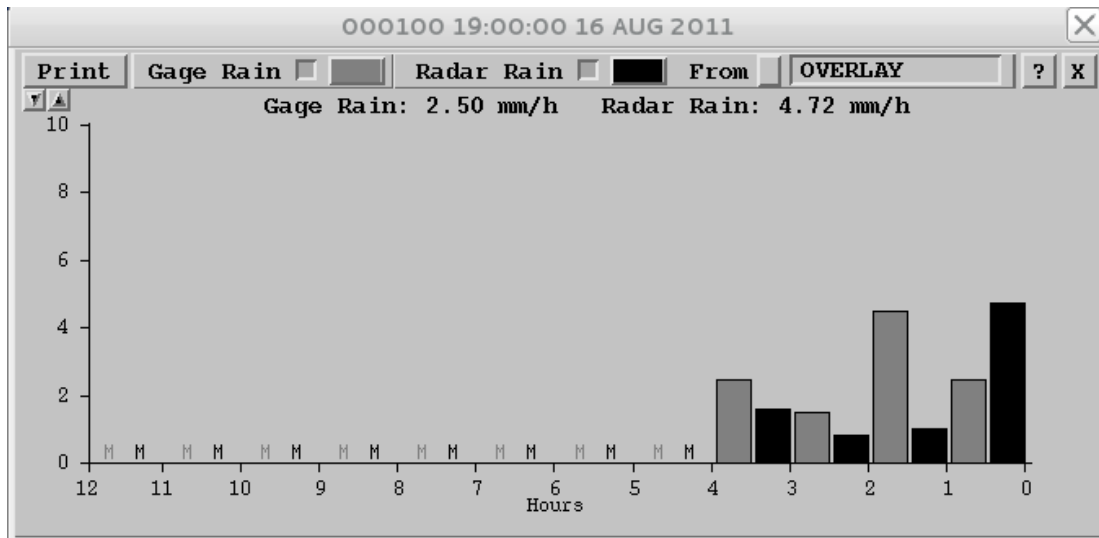 000100 19:00:00 16 AUG 2011
Print Gage Rain Radar Rain From OVERLAY ? X
Gage Rain: 2.50 mm/h Radar Rain: 4.72 mm/h
10
8
6
4
2
M M M M M M M M M M M M M M M M
0
12 11 10 9 8 7 6 5 4 3 2 1 0
Hours